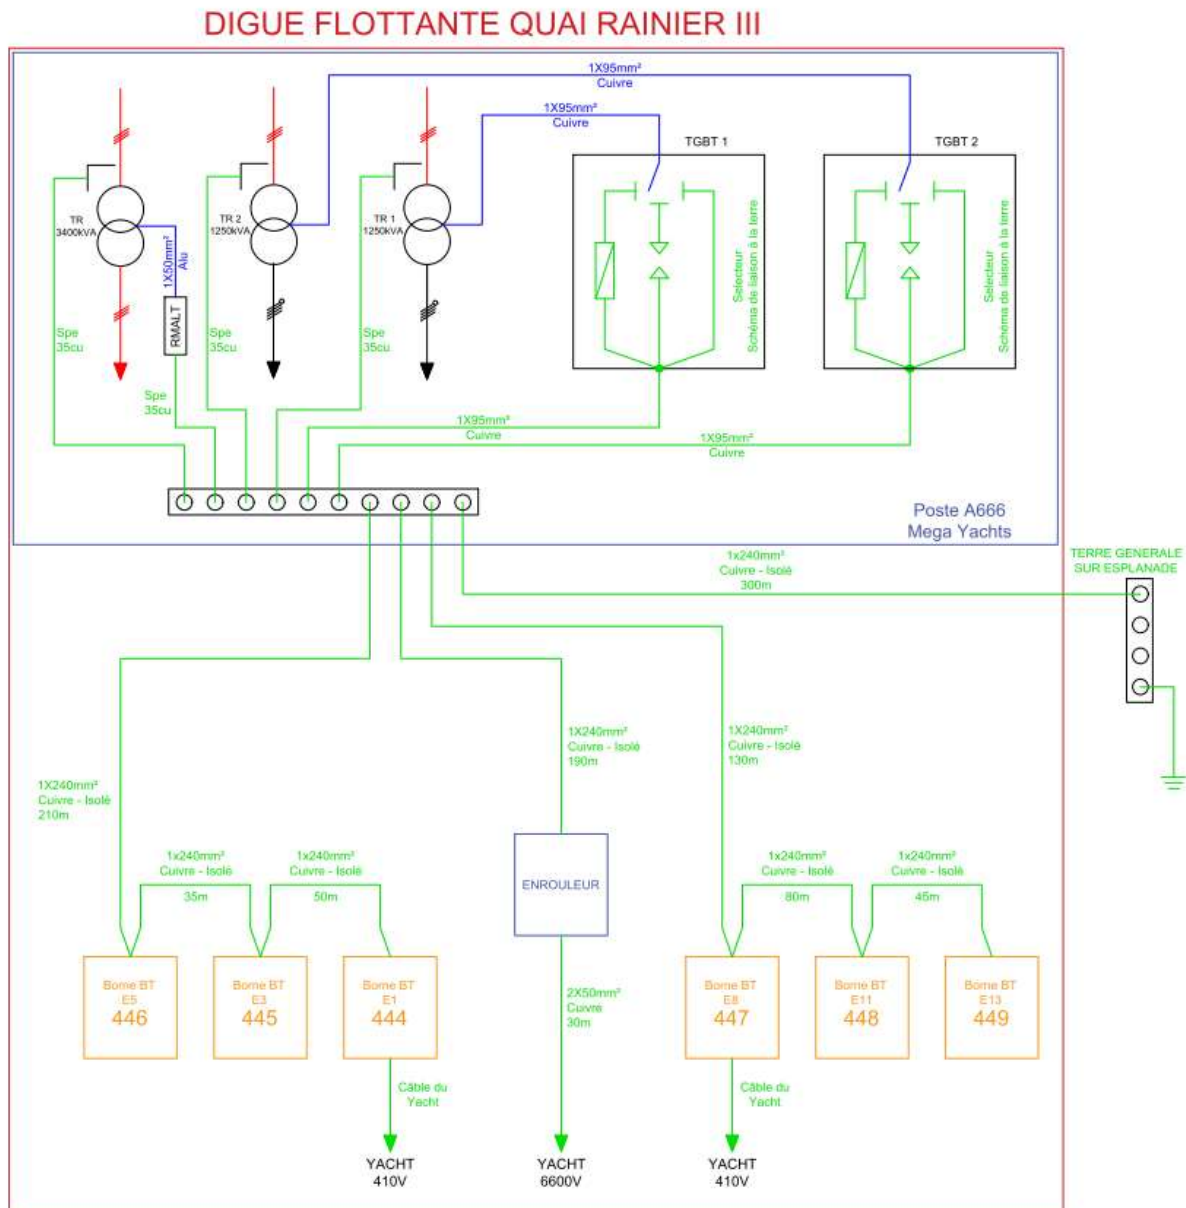 DIGUE FLOTTANTE QUAI RAINIER III
1X95mm²
Cuivre
1X95mm²
Cuivre
TGBT 1
TGBT 2
TR
3400kVA
TR 2
1250kVA
TR 1
1250kVA
1X50mm²
Alu
RMALT
Sélecteur
Schéma de liaison à la terre
Sélecteur
Schéma de liaison à la terre
Spe
35cu
Spe
35cu
Spe
35cu
Spe
35cu
1X95mm²
Cuivre
1X95mm²
Cuivre
Poste A666
Mega Yachts
1x240mm²
Cuivre - Isolé
300m
TERRE GENERALE
SUR ESPLANADE
1X240mm²
Cuivre - Isolé
190m
1X240mm²
Cuivre - Isolé
130m
1X240mm²
Cuivre - Isolé
210m
1x240mm²
Cuivre - Isolé
35m
1x240mm²
Cuivre - Isolé
50m
ENROULEUR
1x240mm²
Cuivre - Isolé
80m
1x240mm²
Cuivre - Isolé
45m
Borne BT
E5
446
Borne BT
E3
445
Borne BT
E1
444
2X50mm²
Cuivre
30m
Borne BT
E8
447
Borne BT
E11
448
Borne BT
E13
449
Câble du
Yacht
Câble du
Yacht
YACHT
410V
YACHT
6600V
YACHT
410V